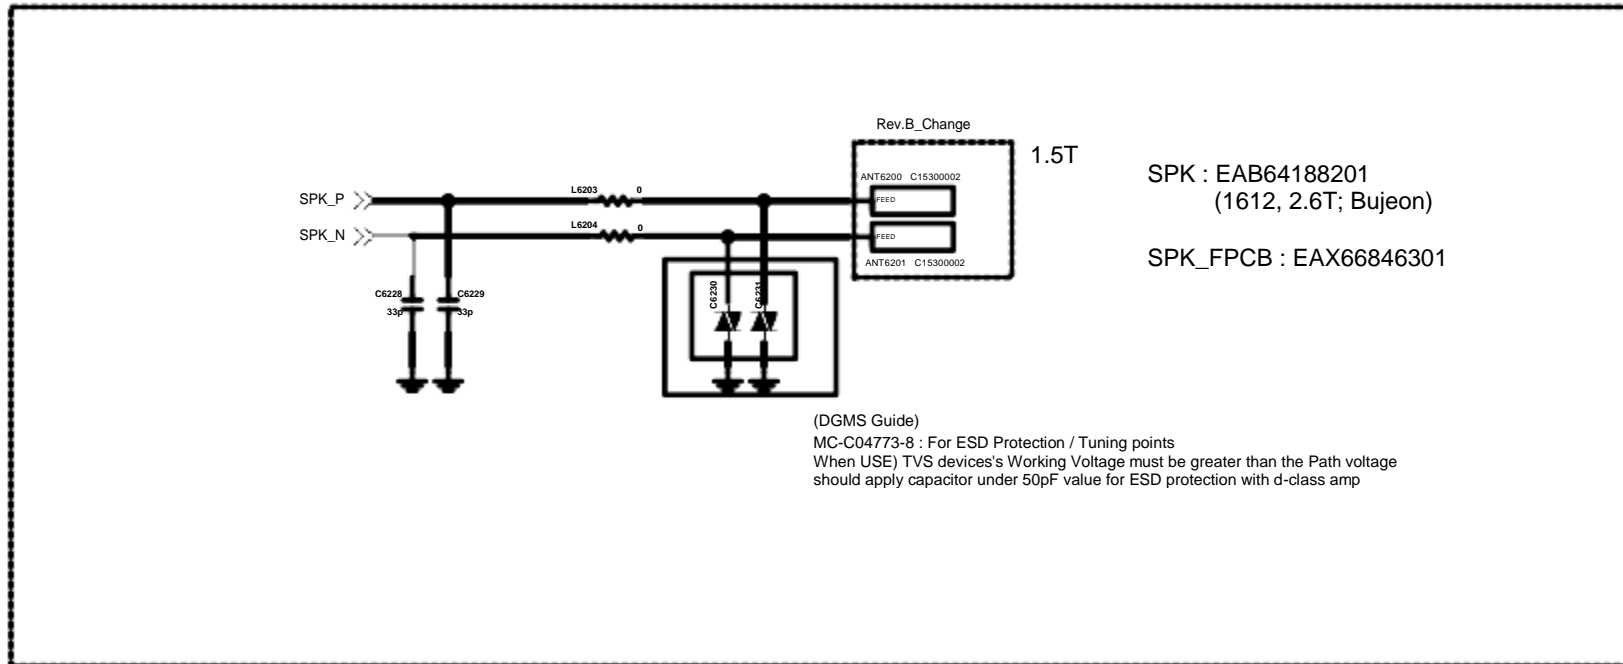 Rev.B_Change
1.5T
ANT6200 C15300002
SPK : EAB64188201
(1612, 2.6T; Bujeon)
SPK_P
L6203
0
FEED
SPK_N
L6204
0
FEED
ANT6201 C15300002
SPK_FPCB : EAX66846301
C6228
33p
C6229
33p
C6230
C6231
(DGMS Guide)
MC-C04773-8 : For ESD Protection / Tuning points
When USE) TVS devices's Working Voltage must be greater than the Path voltage
should apply capacitor under 50pF value for ESD protection with d-class amp